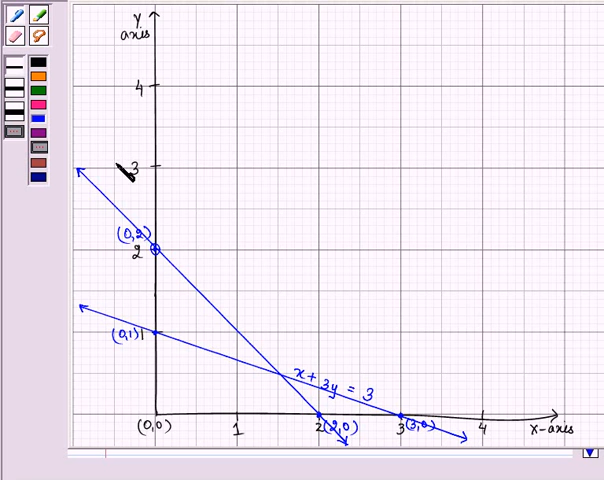 Y
axis
4
3
(0,2)
2
(0,1) 1
x + 3y = 3
(0,0) 1 2 (2,0) 3 (3,0) 4 x-axis